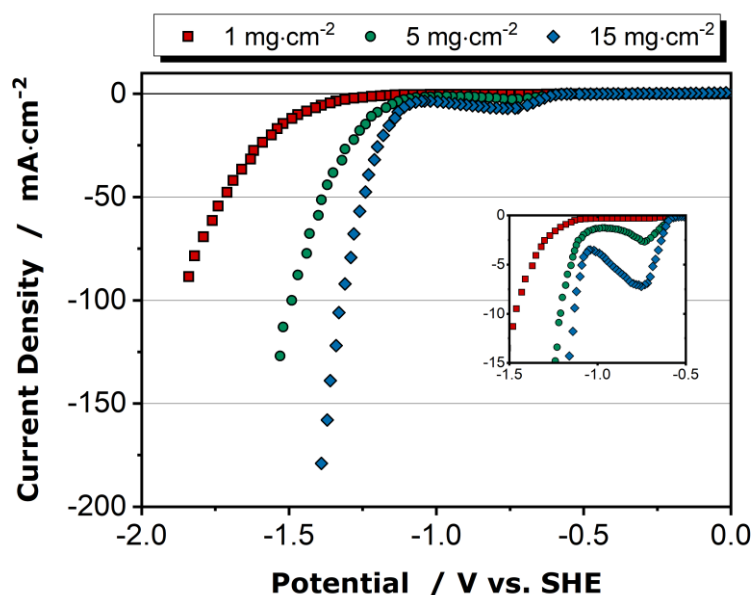 1 mg·cm⁻² 5 mg·cm⁻² 15 mg·cm⁻²
0
-50
-100
-150
-200
Current Density / mA·cm⁻²
0
-5
-10
-15
-1.5 -1.0 -0.5
-2.0 -1.5 -1.0 -0.5 0.0
Potential / V vs. SHE